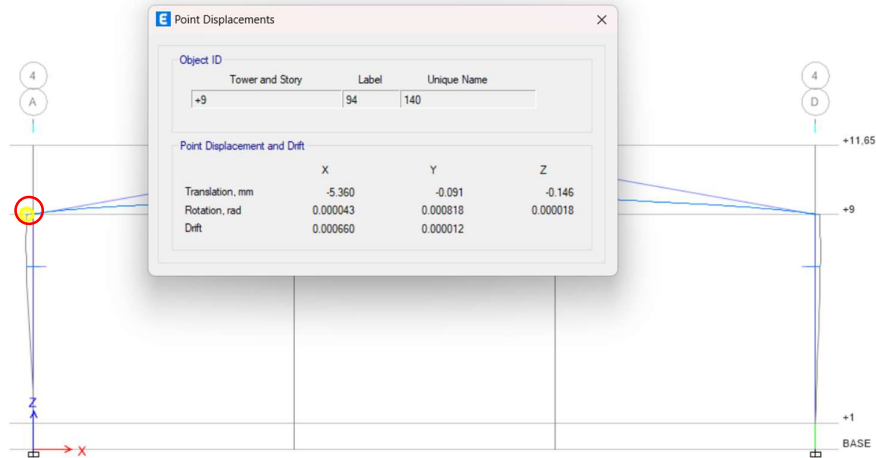 E Point Displacements
Object ID
Tower and Story Label Unique Name
+9 94 140
Point Displacement and Drift
X Y Z
Translation, mm -5.360 -0.091 -0.146
Rotation, rad 0.000043 0.000818 0.000018
Drift 0.000660 0.000012
4 4
A D
+11,65
+9
+1
Z
X
BASE